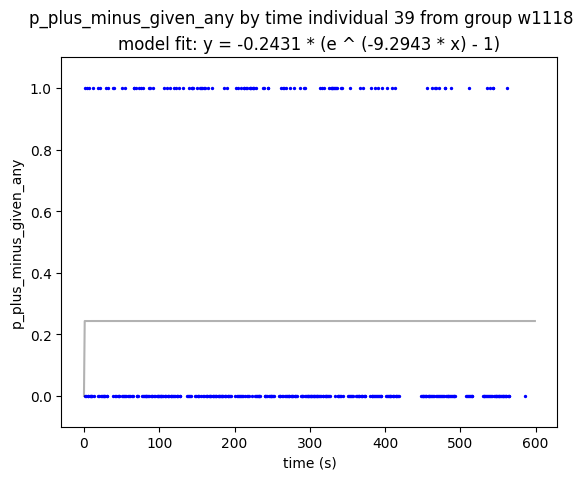 p_plus_minus_given_any by time individual 39 from group w1118
model fit: y = -0.2431 * (e ^ (-9.2943 * x) - 1)
p_plus_minus_given_any
1.0
0.8
0.6
0.4
0.2
0.0
0 100 200 300 400 500 600
time (s)